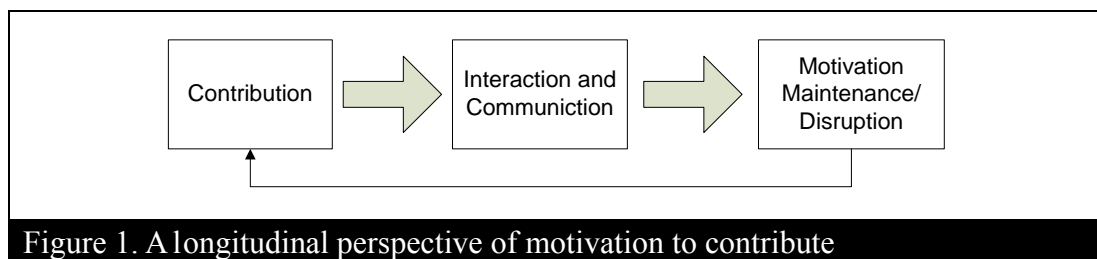 Contribution
Interaction and
Communiction
Motivation
Maintenance/
Disruption
Figure 1. A longitudinal perspective of motivation to contribute